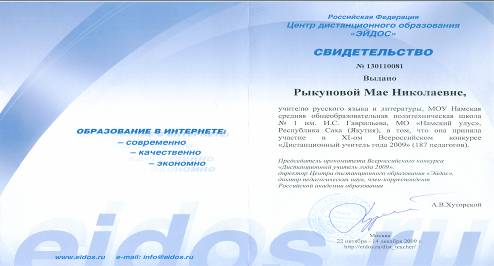 ОБРАЗОВАНИЕ В ИНТЕРНЕТЕ:
– современно
– качественно
– экономно
eidos.ru
www.eidos.ru e-mail: info@eidos.ru
Российская Федерация
Центр дистанционного образования
«ЭЙДОС»
СВИДЕТЕЛЬСТВО
№ 130110081
Выдано
Рыкуновой Мае Николаевне,
учителю русского языка и литературы, МОУ Намская
средняя общеобразовательная политехническая школа
№ 1 им. И.С. Гаврильева, МО «Намский улус»,
Республика Саха (Якутия), в том, что она приняла
участие в XI-ом Всероссийском конкурсе
«Дистанционный учитель года 2009» (187 педагогов).
Председатель оргкомитета Всероссийского конкурса
«Дистанционный учитель года 2009»,
директор Центра дистанционного образования «Эйдос»,
доктор педагогических наук, член-корреспондент
Российской академии образования
А.В.Хуторской
Москва
22 октября - 14 декабря 2009 г.
http://eidos.ru/dist_teacher/